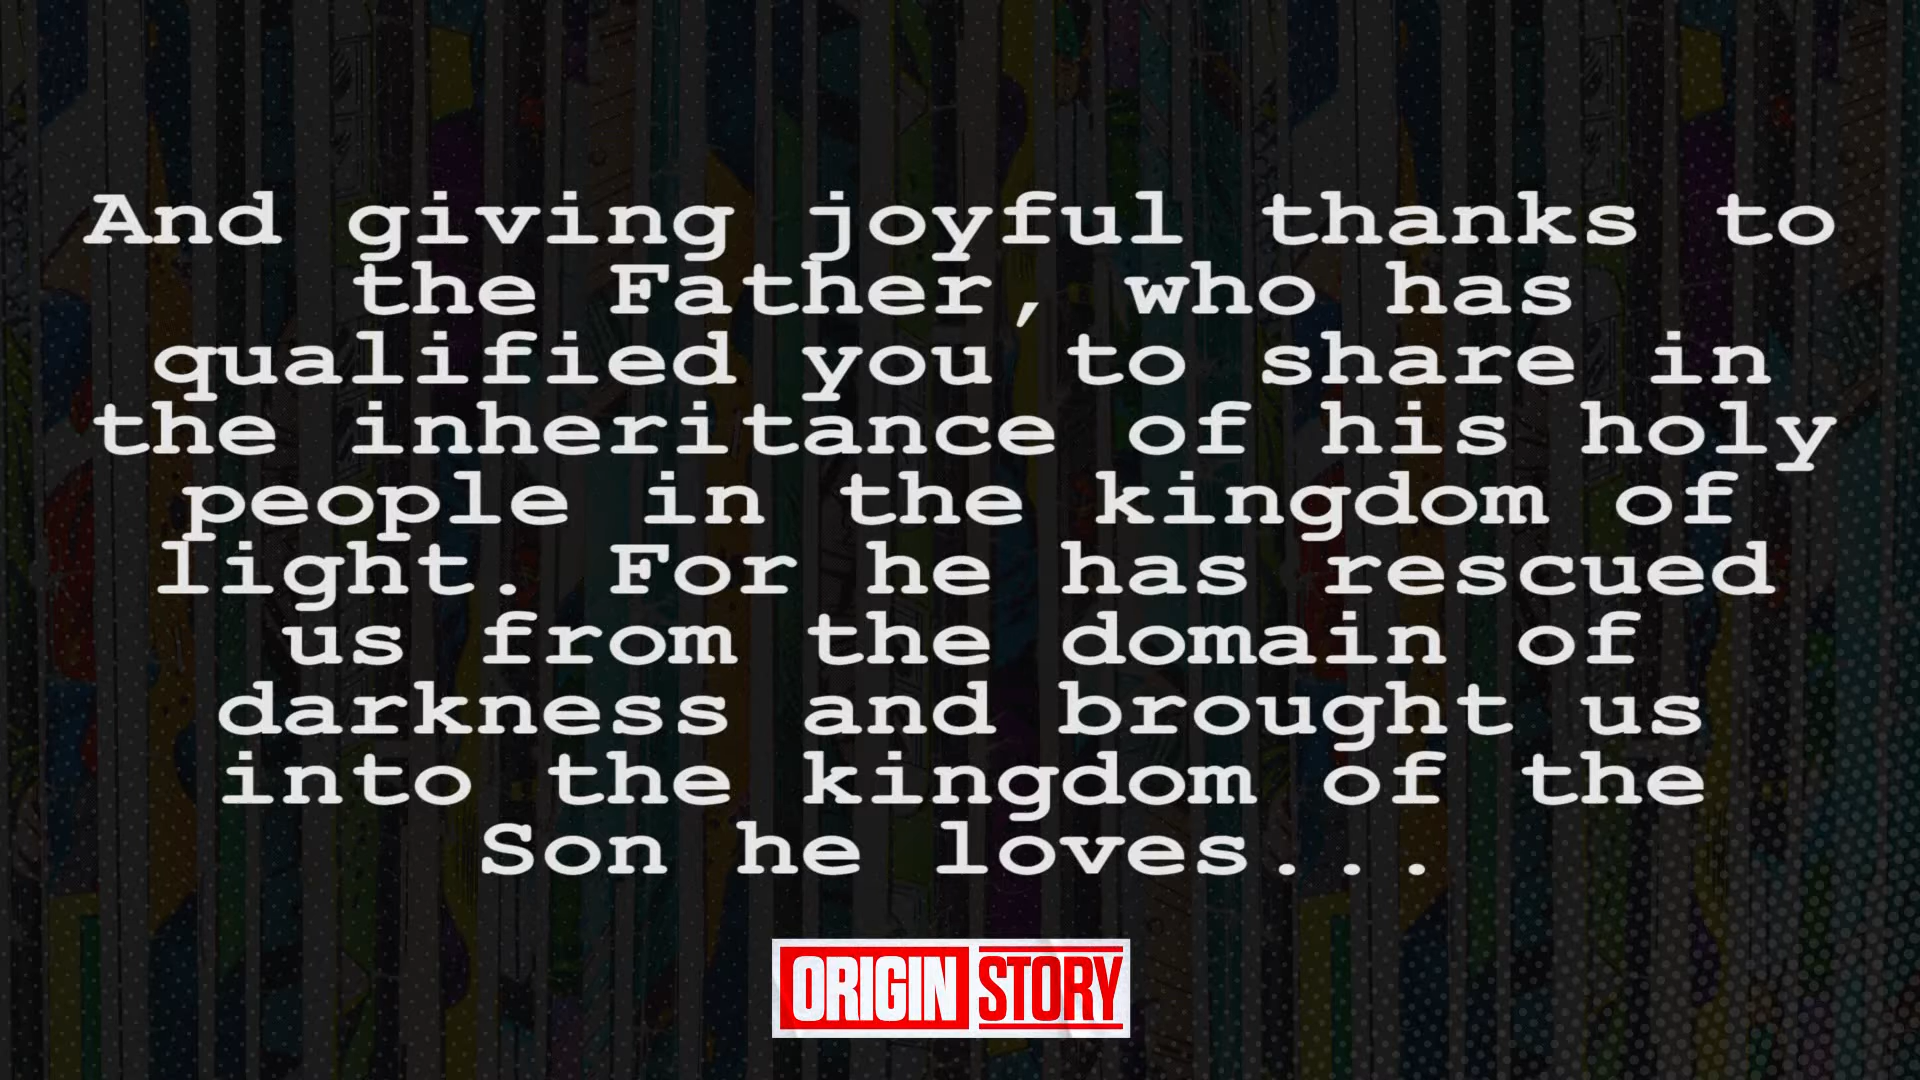 And giving joyful thanks to
the Father, who has
qualified you to share in
the inheritance of his holy
people in the kingdom of
light. For he has rescued
us from the domain of
darkness and brought us
into the kingdom of the
Son he loves...
ORIGIN STORY